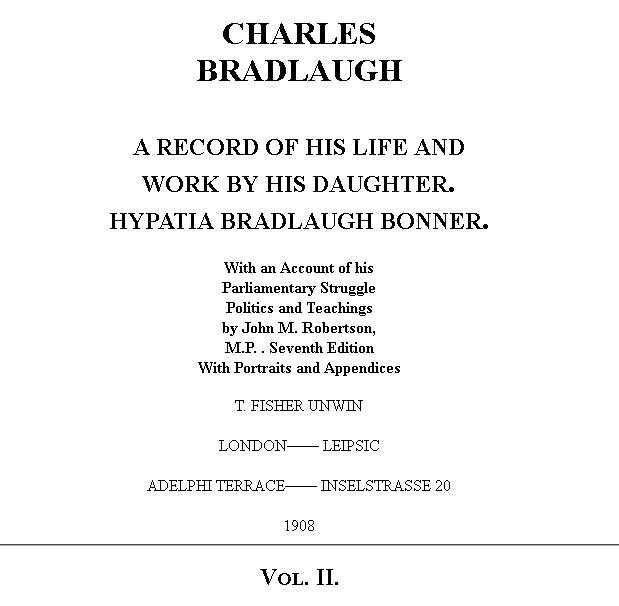 CHARLES
BRADLAUGH
A RECORD OF HIS LIFE AND
WORK BY HIS DAUGHTER.
HYPATIA BRADLAUGH BONNER.
With an Account of his
Parliamentary Struggle
Politics and Teachings
by John M. Robertson,
M.P. . Seventh Edition
With Portraits and Appendices
T. FISHER UNWIN
LONDON—— LEIPSIC
ADELPHI TERRACE—— INSELSTRASSE 20
1908
VOL. II.